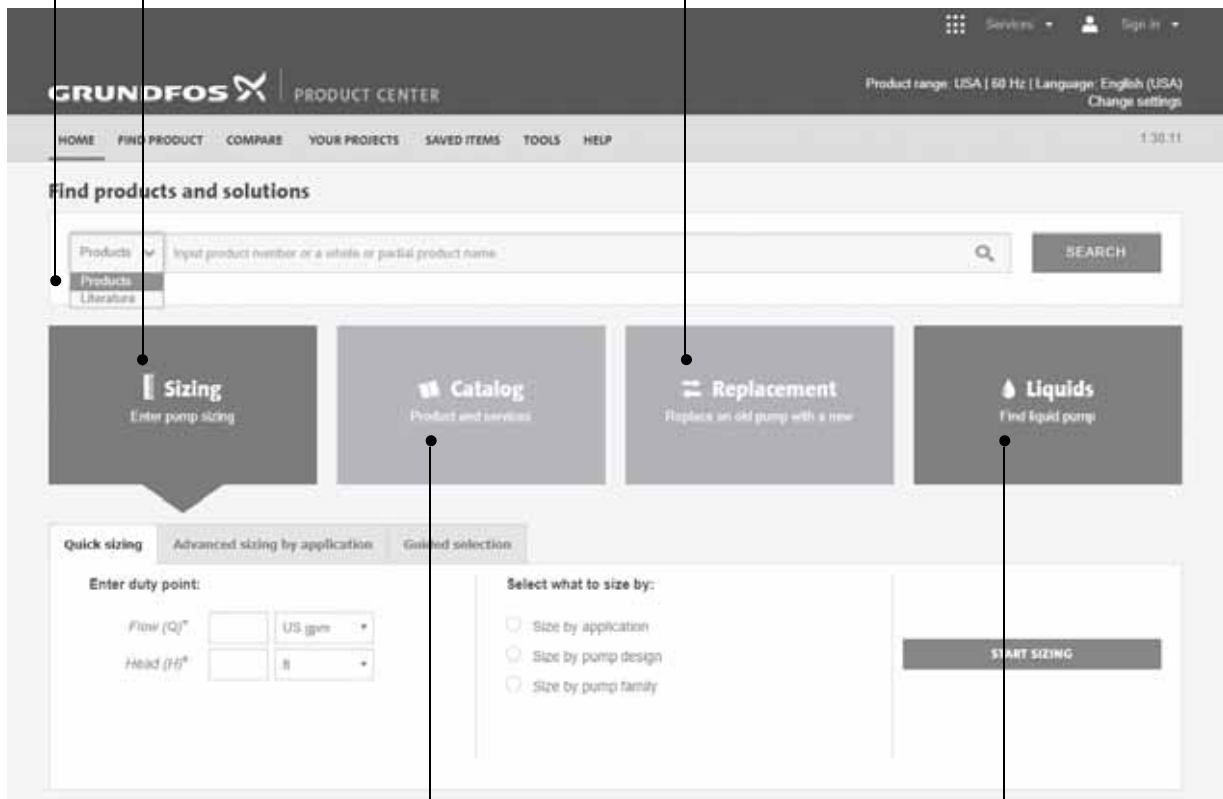 Services
Sign in
GRUNDFOS PRODUCT CENTER
Product range: USA | 60 Hz | Language: English (USA)
Change settings
HOME FIND PRODUCT COMPARE YOUR PROJECTS SAVED ITEMS TOOLS HELP
1.30.11
Find products and solutions
Products Input product number or a whole or partial product name
SEARCH
Products
Literature
Sizing
Enter pump sizing
Catalog
Product and services
Replacement
Replace an old pump with a new
Liquids
Find liquid pump
Quick sizing Advanced sizing by application Guided selection
Enter duty point:
Flow (Q)* US gpm
Head (H)* ft
Select what to size by:
Size by application
Size by pump design
Size by pump family
START SIZING